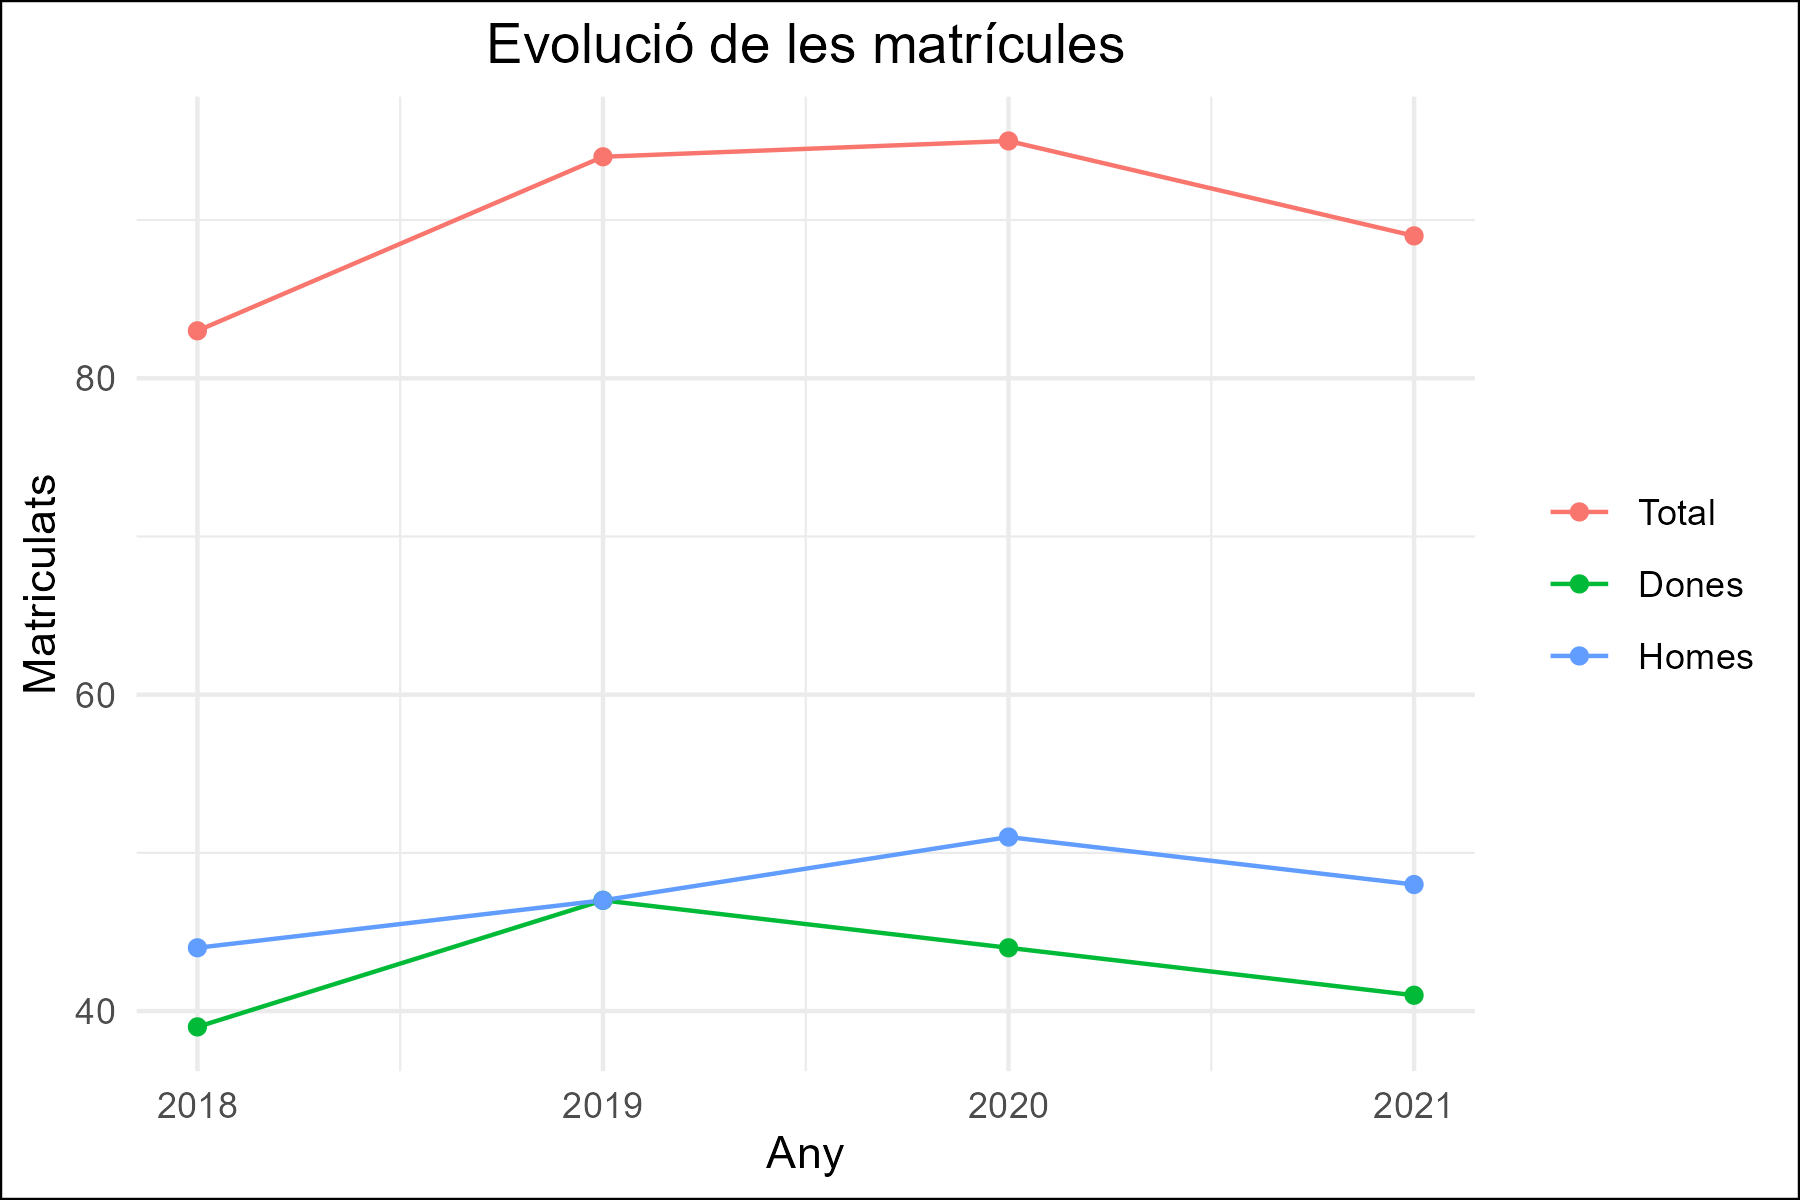 Evolució de les matrícules
Matriculats
80
60
40
2018
2019
2020
2021
Any
Total
Dones
Homes